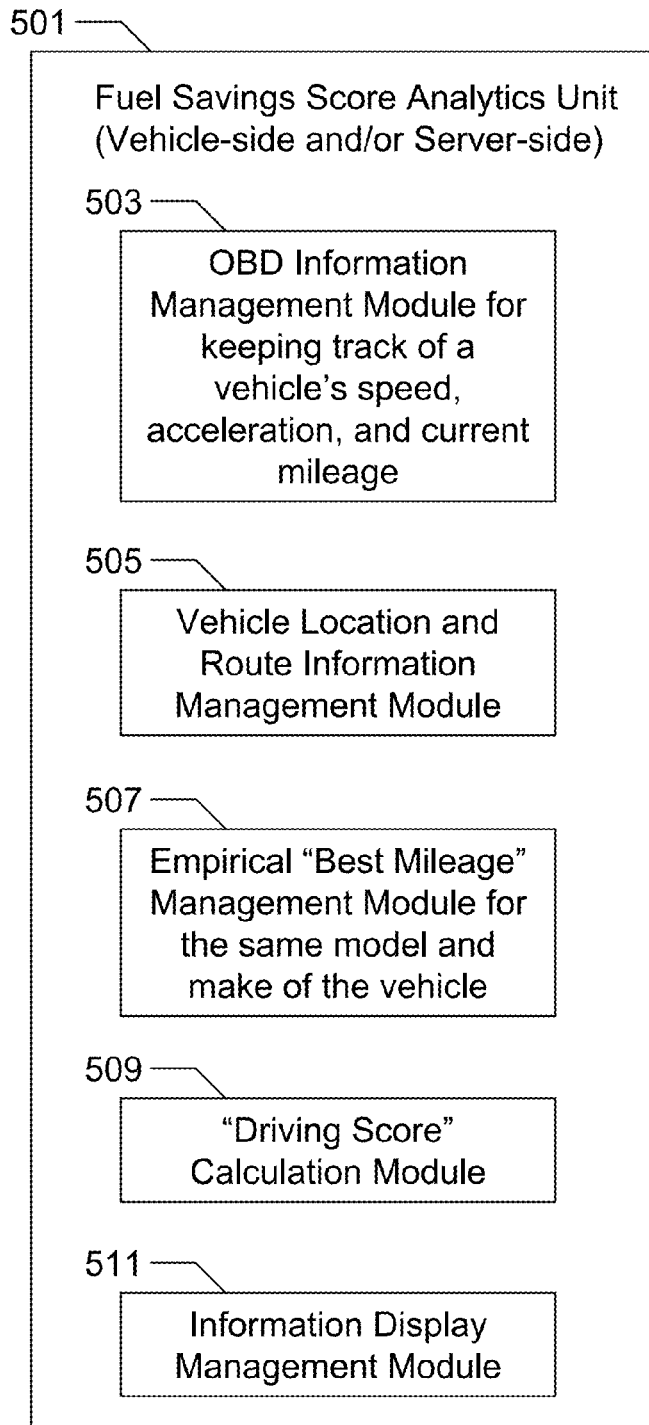 501
Fuel Savings Score Analytics Unit
(Vehicle-side and/or Server-side)
503
OBD Information
Management Module for
keeping track of a
vehicle's speed,
acceleration, and current
mileage
505
Vehicle Location and
Route Information
Management Module
507
Empirical “Best Mileage”
Management Module for
the same model and
make of the vehicle
509
“Driving Score”
Calculation Module
511
Information Display
Management Module